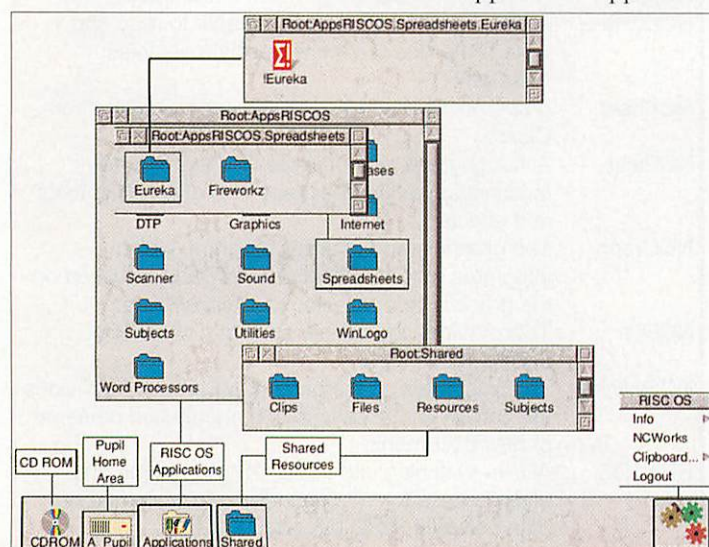 Root:AppsRISCOS.Spreadsheets.Eureka
!Eureka
Root:AppsRISCOS
Root:AppsRISCOS.Spreadsheets
Eureka
Fireworkz
DTP
Graphics
Internet
Scanner
Sound
Spreadsheets
Subjects
Utilities
WinLogo
Word Processors
Root:Shared
Clips
Files
Resources
Subjects
RISC OS
Info
NCWorks
Clipboard...
Logout
CD ROM
Pupil
Home
Area
RISC OS
Applications
Shared
Resources
CDROM
A Pupil
Applications
Shared